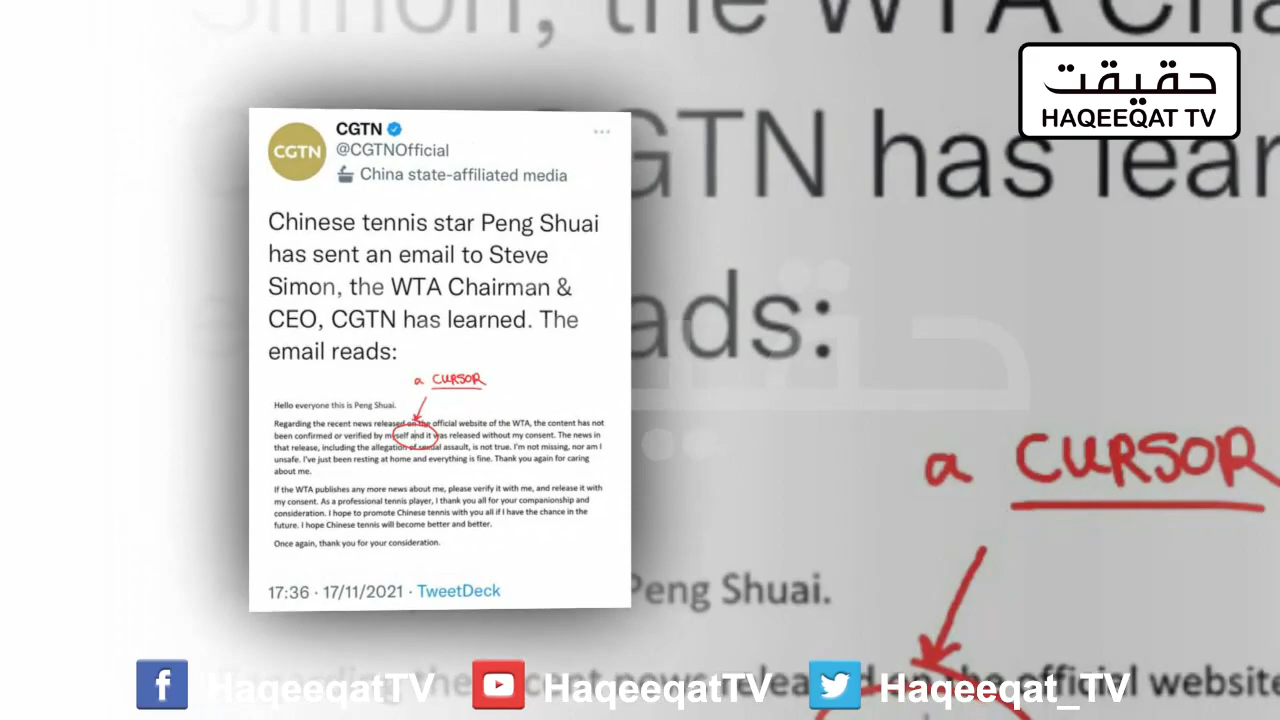 Simon, the WTA Cha
GTN has lear
ads:
حقیقت
HAQEEQAT TV
CGTN
CGTN
@CGTNOfficial
China state-affiliated media
Chinese tennis star Peng Shuai
has sent an email to Steve
Simon, the WTA Chairman &
CEO, CGTN has learned. The
email reads:
a CURSOR
Hello everyone this is Peng Shuai.
Regarding the recent news released on the official website of the WTA, the content has not
been confirmed or verified by myself and it was released without my consent. The news in
that release, including the allegation of sexual assault, is not true. I'm not missing, nor am I
unsafe. I've just been resting at home and everything is fine. Thank you again for caring
about me.
If the WTA publishes any more news about me, please verify it with me, and release it with
my consent. As a professional tennis player, I thank you all for your companionship and
consideration. I hope to promote Chinese tennis with you all if I have the chance in the
future. I hope Chinese tennis will become better and better.
Once again, thank you for your consideration.
17:36 · 17/11/2021 · TweetDeck
a CURSOR
Peng Shuai.
official website
HaqeeqatTV
HaqeeqatTV
Haqeeqat_TV